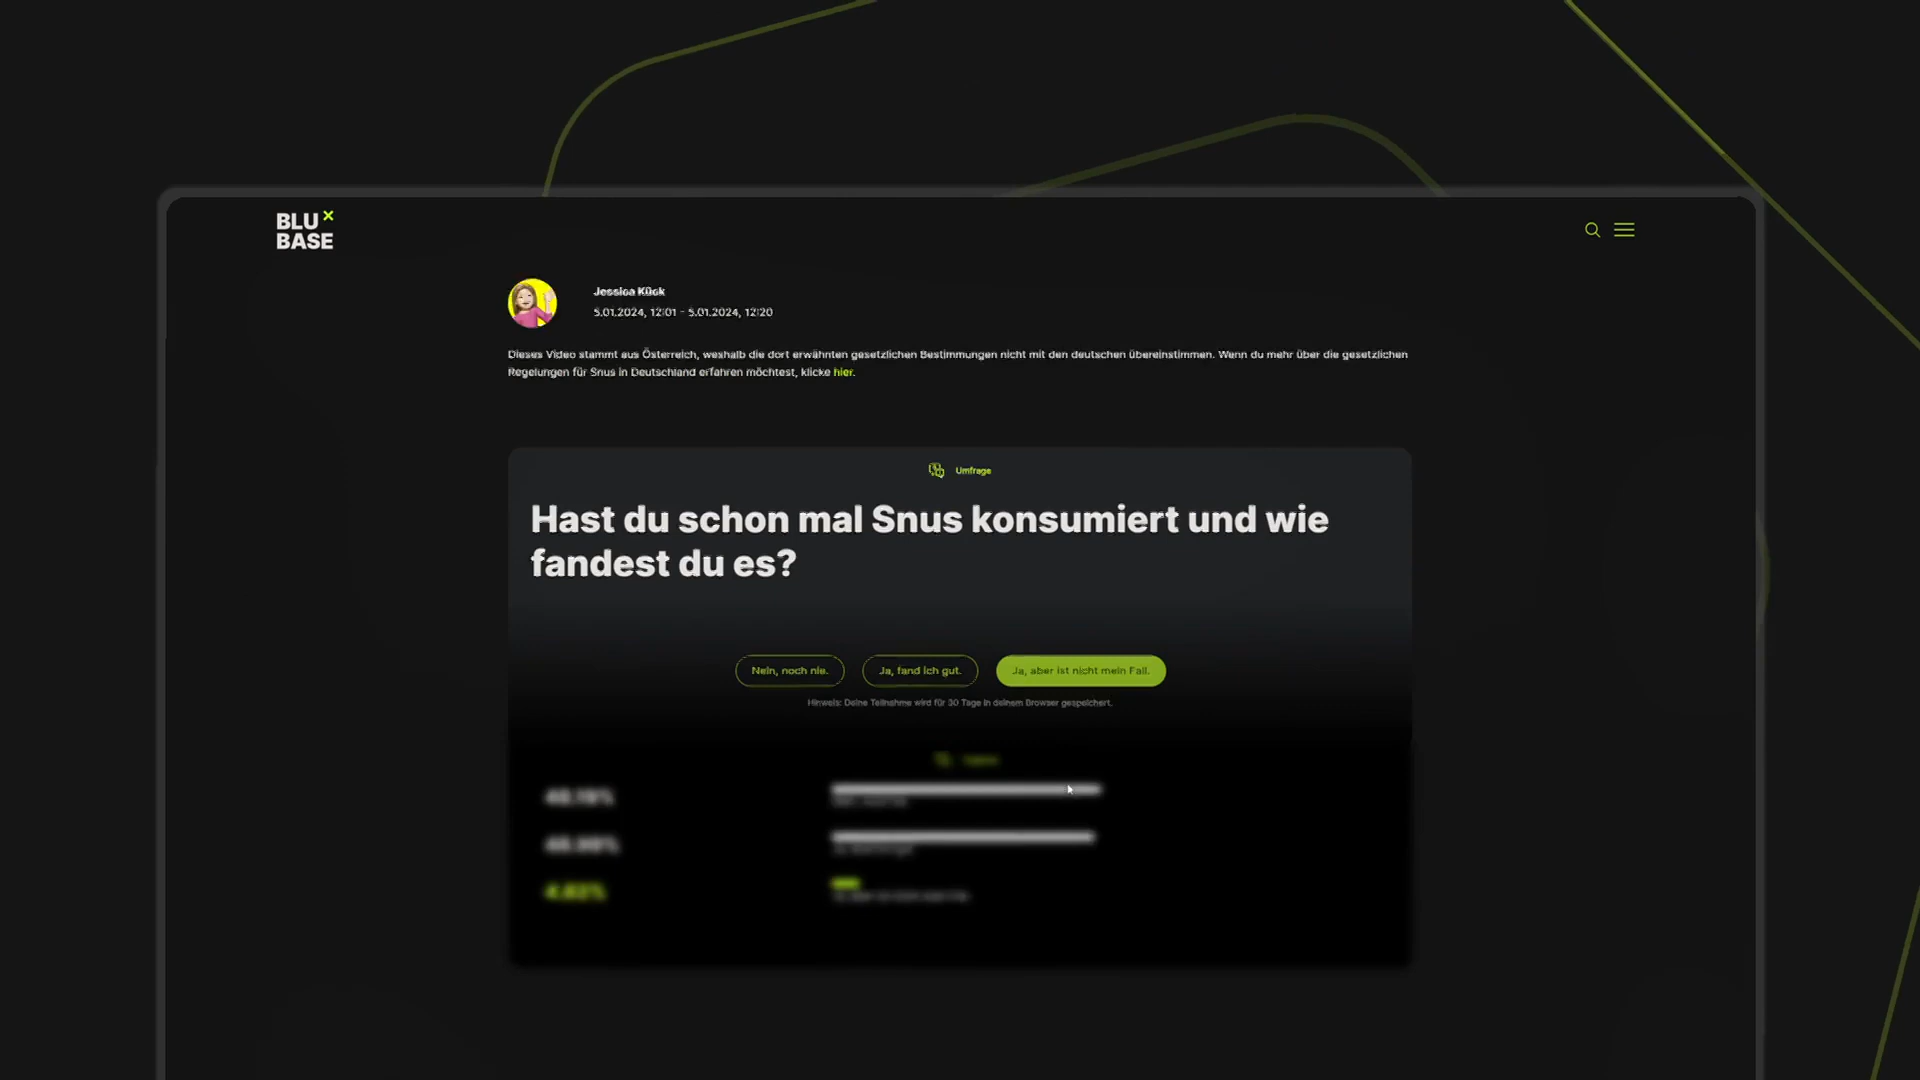 BLU
BASE
Jessica Kück
5.01.2024, 12:01 - 5.01.2024, 12:20
Dieses Video stammt aus Österreich, weshalb die dort erwähnten gesetzlichen Bestimmungen nicht mit den deutschen übereinstimmen. Wenn du mehr über die gesetzlichen
Regelungen für Snus in Deutschland erfahren möchtest, klicke hier.
Umfrage
Hast du schon mal Snus konsumiert und wie
fandest du es?
Nein, noch nie.
Ja, fand ich gut.
Ja, aber ist nicht mein Fall.
Hinweis: Deine Teilnahme wird für 30 Tage in deinem Browser gespeichert.